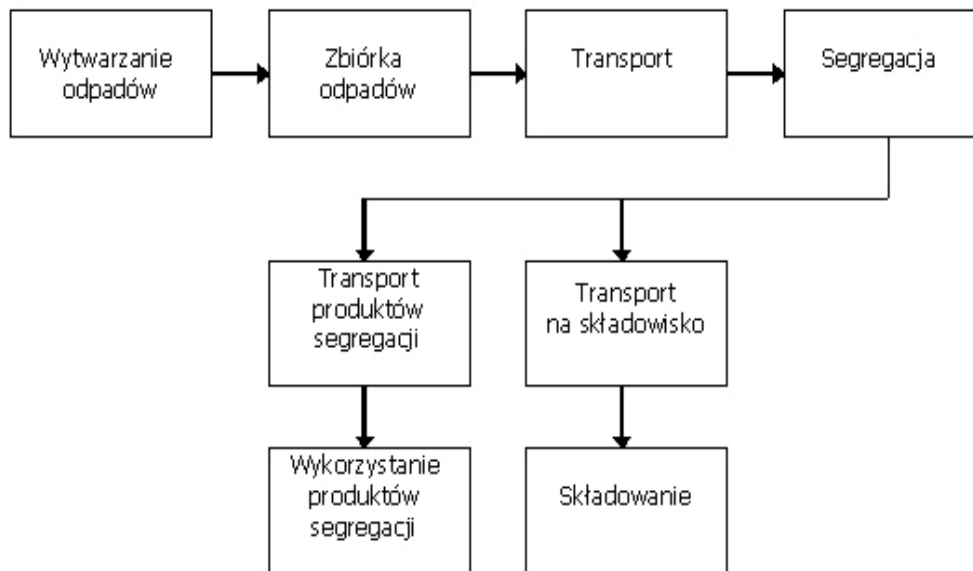 Wytwarzanie
odpadów
Zbiórka
odpadów
Transport
Segregacja
Transport
produktów
segregacji
Transport
na składowisko
Wykorzystanie
produktów
segregacji
Składowanie